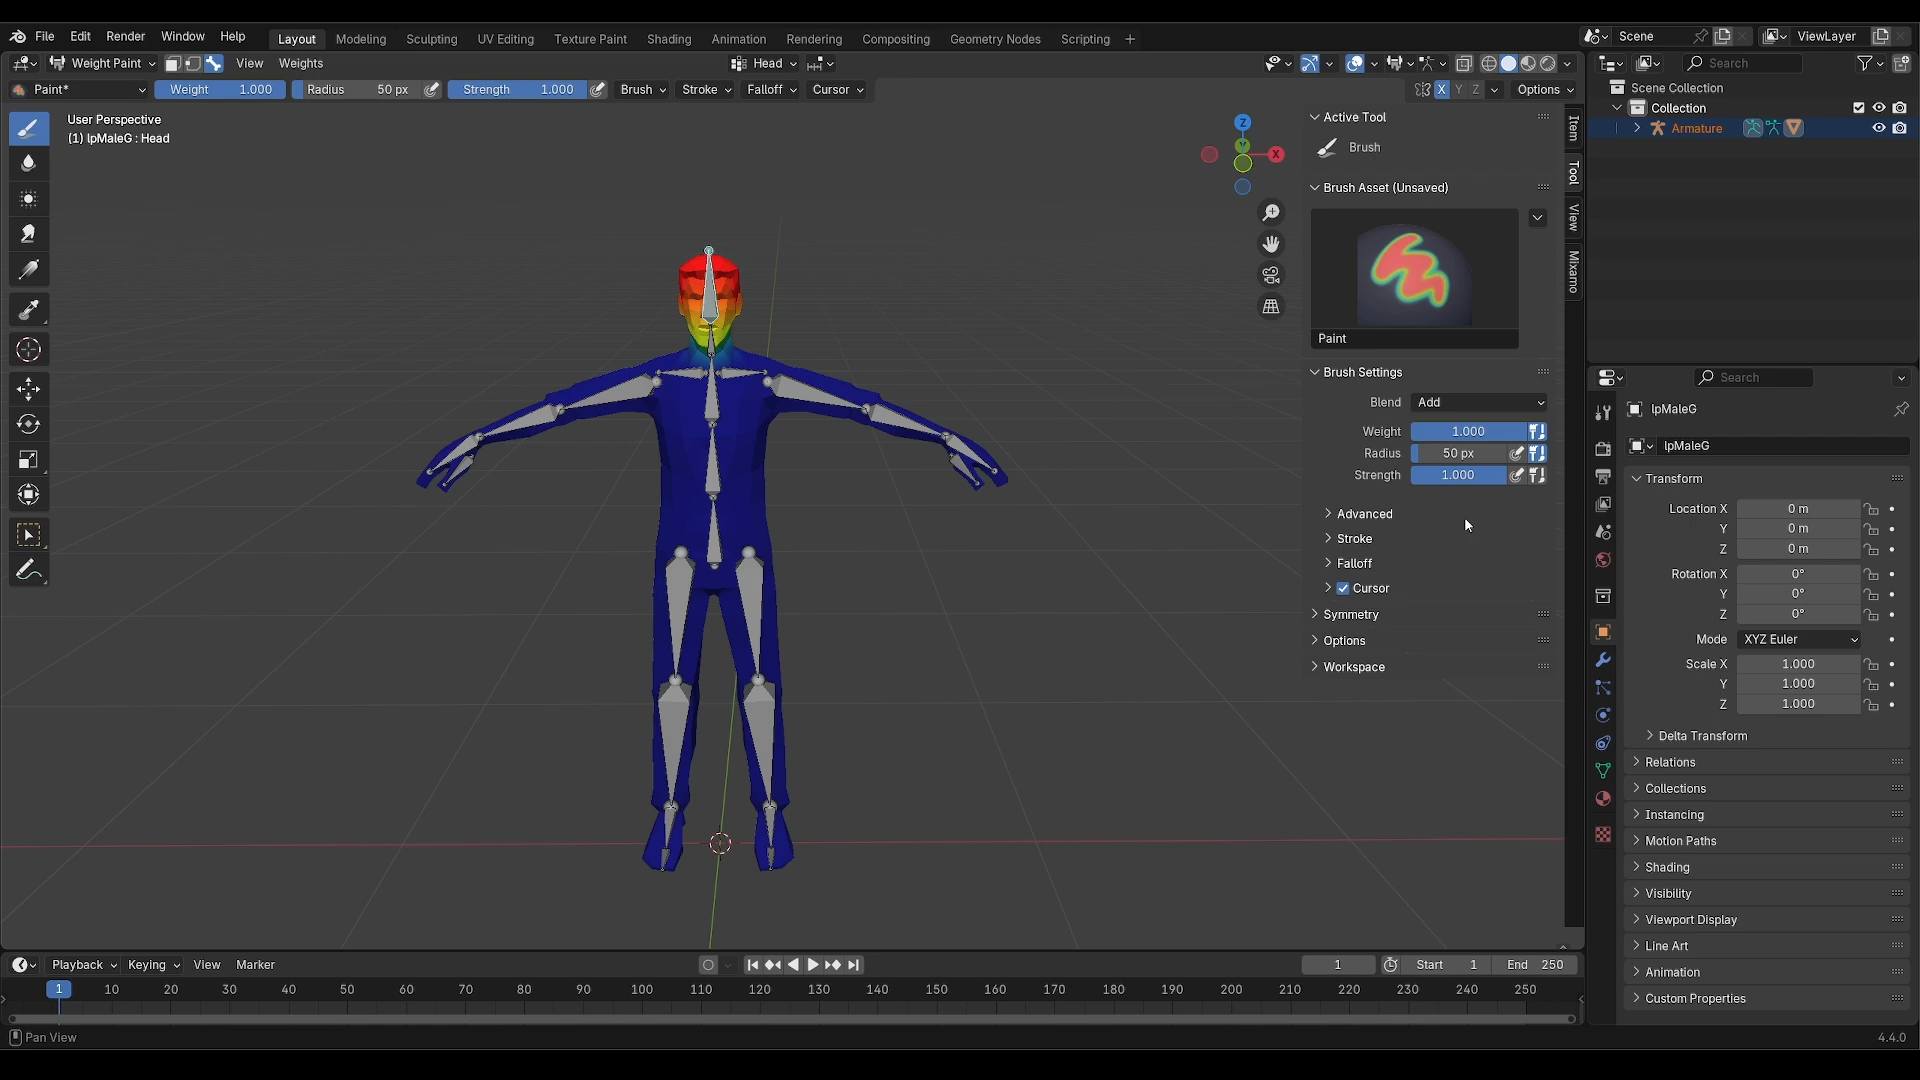 File Edit Render Window Help Layout Modeling Sculpting UV Editing Texture Paint Shading Animation Rendering Compositing Geometry Nodes Scripting + Scene ViewLayer
Weight Paint View Weights Head Search
Paint* Weight 1.000 Radius 50 px Strength 1.000 Brush Stroke Falloff Cursor X Y Z Options
User Perspective
(1) lpMaleG : Head
Z
Y
X
Active Tool
Brush
Brush Asset (Unsaved)
Paint
Brush Settings
Blend Add
Weight 1.000
Radius 50 px
Strength 1.000
Advanced
Stroke
Falloff
Cursor
Symmetry
Options
Workspace
Item
Tool
View
Mixamo
Scene Collection
Collection
Armature
Search
lpMaleG
lpMaleG
Transform
Location X 0 m
Y 0 m
Z 0 m
Rotation X 0°
Y 0°
Z 0°
Mode XYZ Euler
Scale X 1.000
Y 1.000
Z 1.000
Delta Transform
Relations
Collections
Instancing
Motion Paths
Shading
Visibility
Viewport Display
Line Art
Animation
Custom Properties
Playback Keying View Marker 1 Start 1 End 250
1 10 20 30 40 50 60 70 80 90 100 110 120 130 140 150 160 170 180 190 200 210 220 230 240 250
Pan View 4.4.0